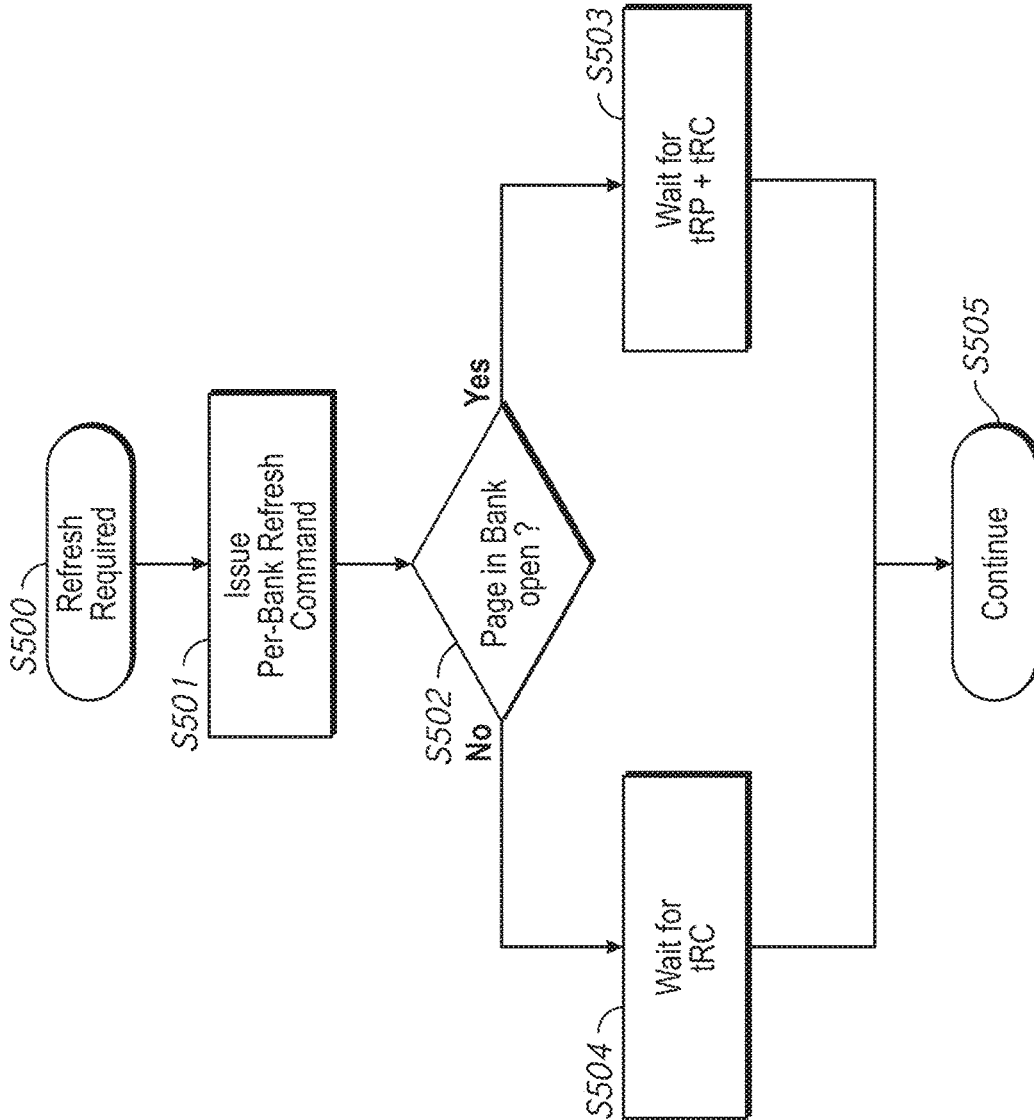 S500
Refresh
Required
S501
Issue
Per-Bank Refresh
Command
S502
Page in Bank
open ?
No
Yes
S504
Wait for
tRC
S503
Wait for
tRP + tRC
S505
Continue